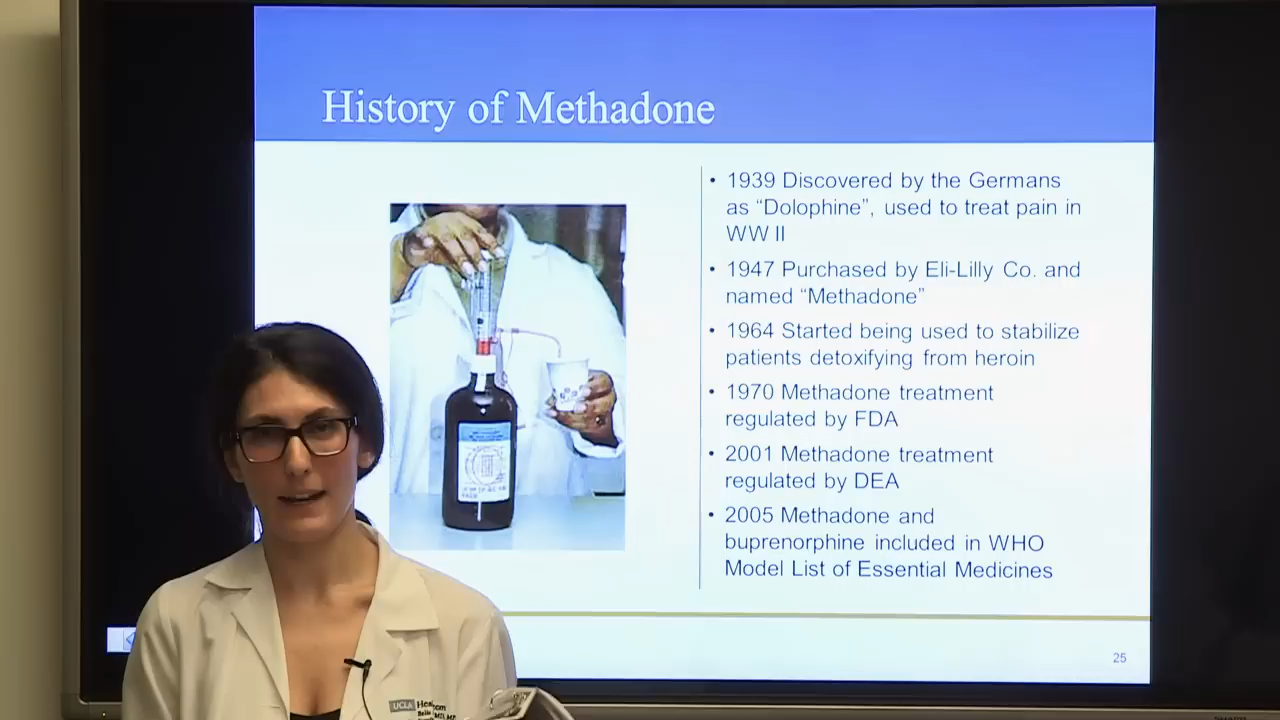 History of Methadone
• 1939 Discovered by the Germans
as “Dolophine”, used to treat pain in
WW II
• 1947 Purchased by Eli-Lilly Co. and
named “Methadone”
• 1964 Started being used to stabilize
patients detoxifying from heroin
• 1970 Methadone treatment
regulated by FDA
• 2001 Methadone treatment
regulated by DEA
• 2005 Methadone and
buprenorphine included in WHO
Model List of Essential Medicines
25
UCLA